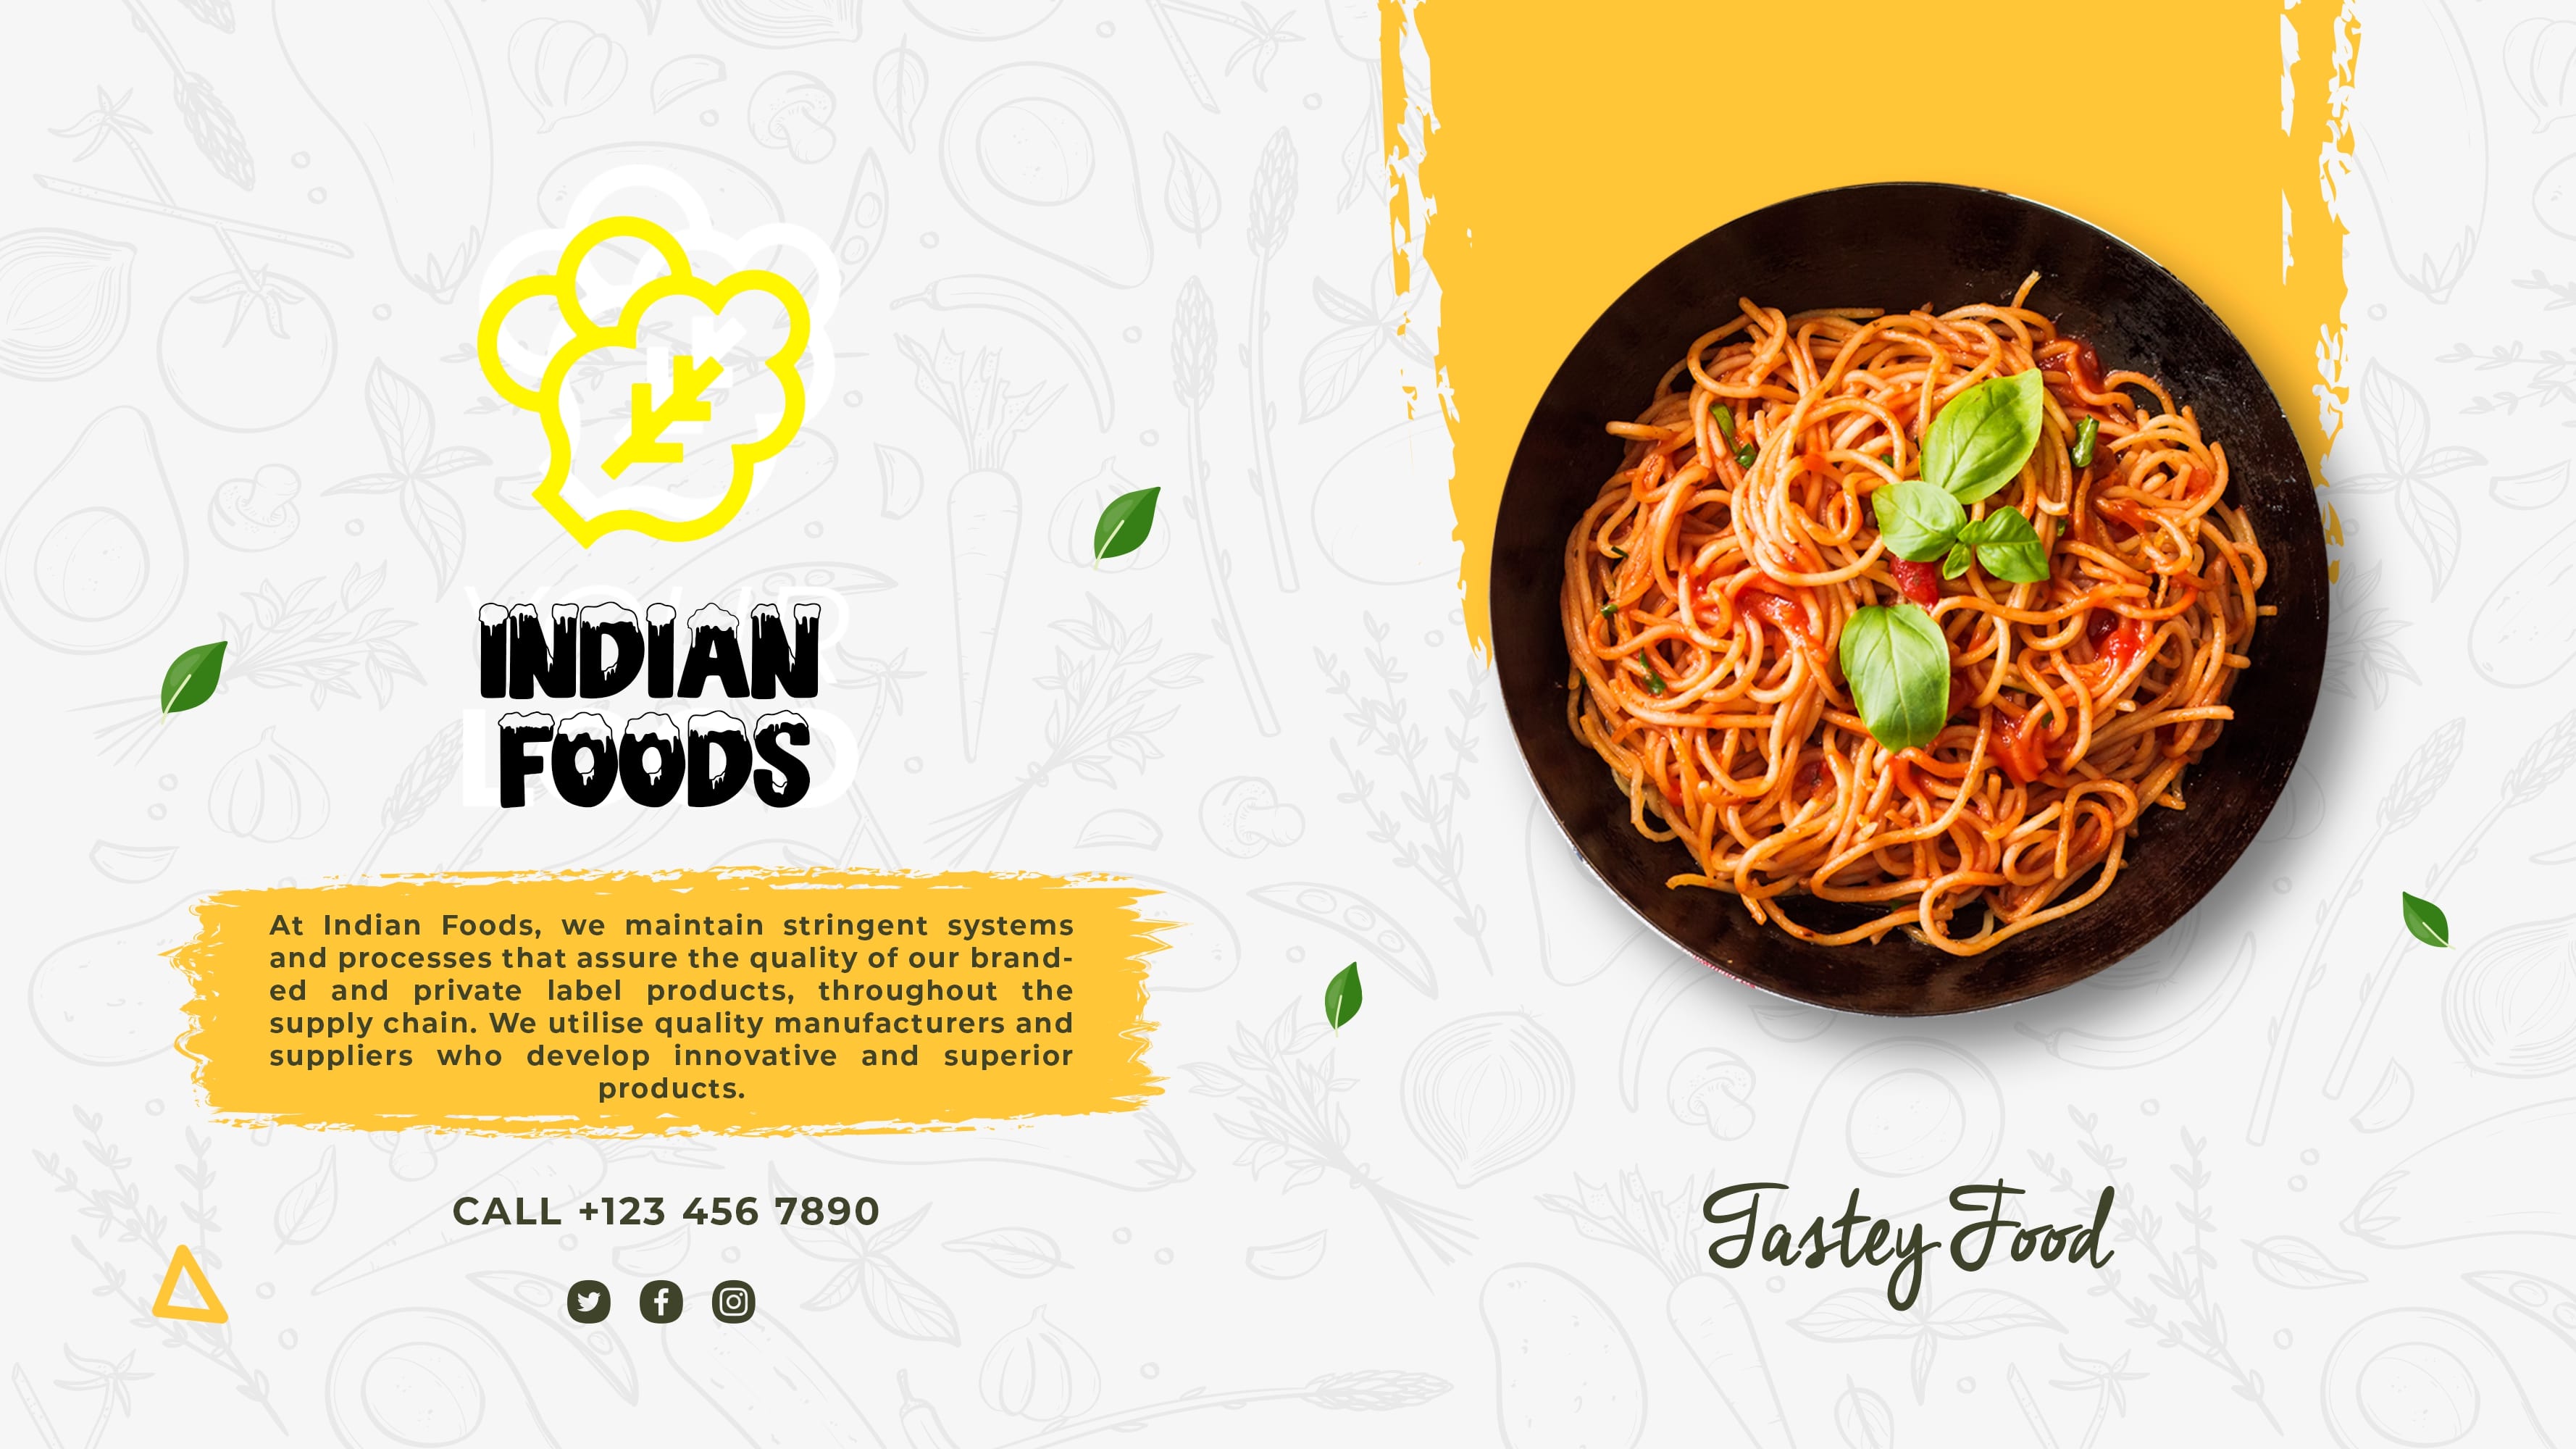 YOUR
LOGO
INDIAN
FOODS
At Indian Foods, we maintain stringent systems
and processes that assure the quality of our brand-
ed and private label products, throughout the
supply chain. We utilise quality manufacturers and
suppliers who develop innovative and superior
products.
CALL +123 456 7890
Tastey Food